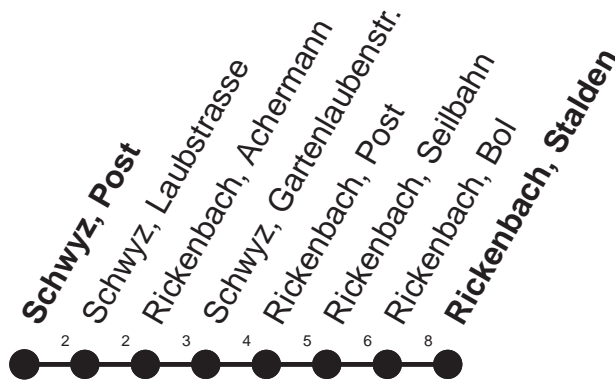 Schwyz, Post
Schwyz, Laubstrasse
Rickenbach, Achermann
Schwyz, Gartenlaubenstr.
Rickenbach, Post
Rickenbach, Seilbahn
Rickenbach, Bol
Rickenbach, Stalden
2 2 3 4 5 6 8